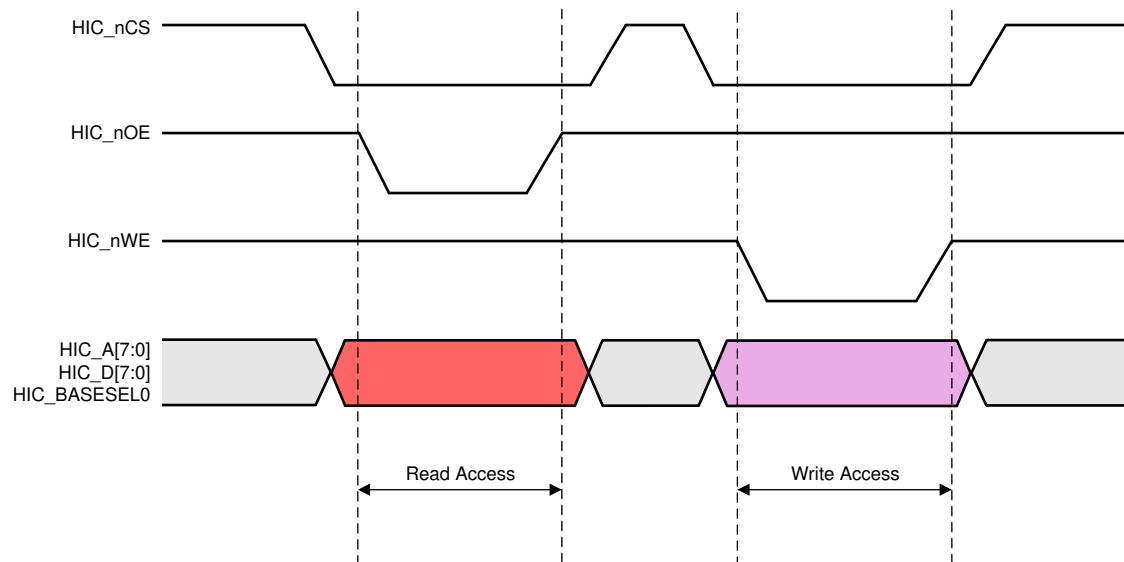 HIC_nCS
HIC_nOE
HIC_nWE
HIC_A[7:0]
HIC_D[7:0]
HIC_BASESEL0
Read Access
Write Access